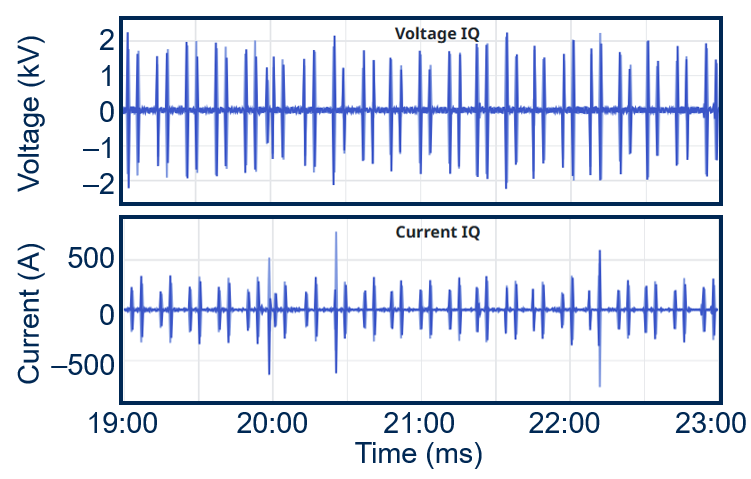 Voltage (kV)
2
1
0
–1
–2
Voltage IQ
Current (A)
500
0
–500
Current IQ
19:00 20:00 21:00 22:00 23:00
Time (ms)